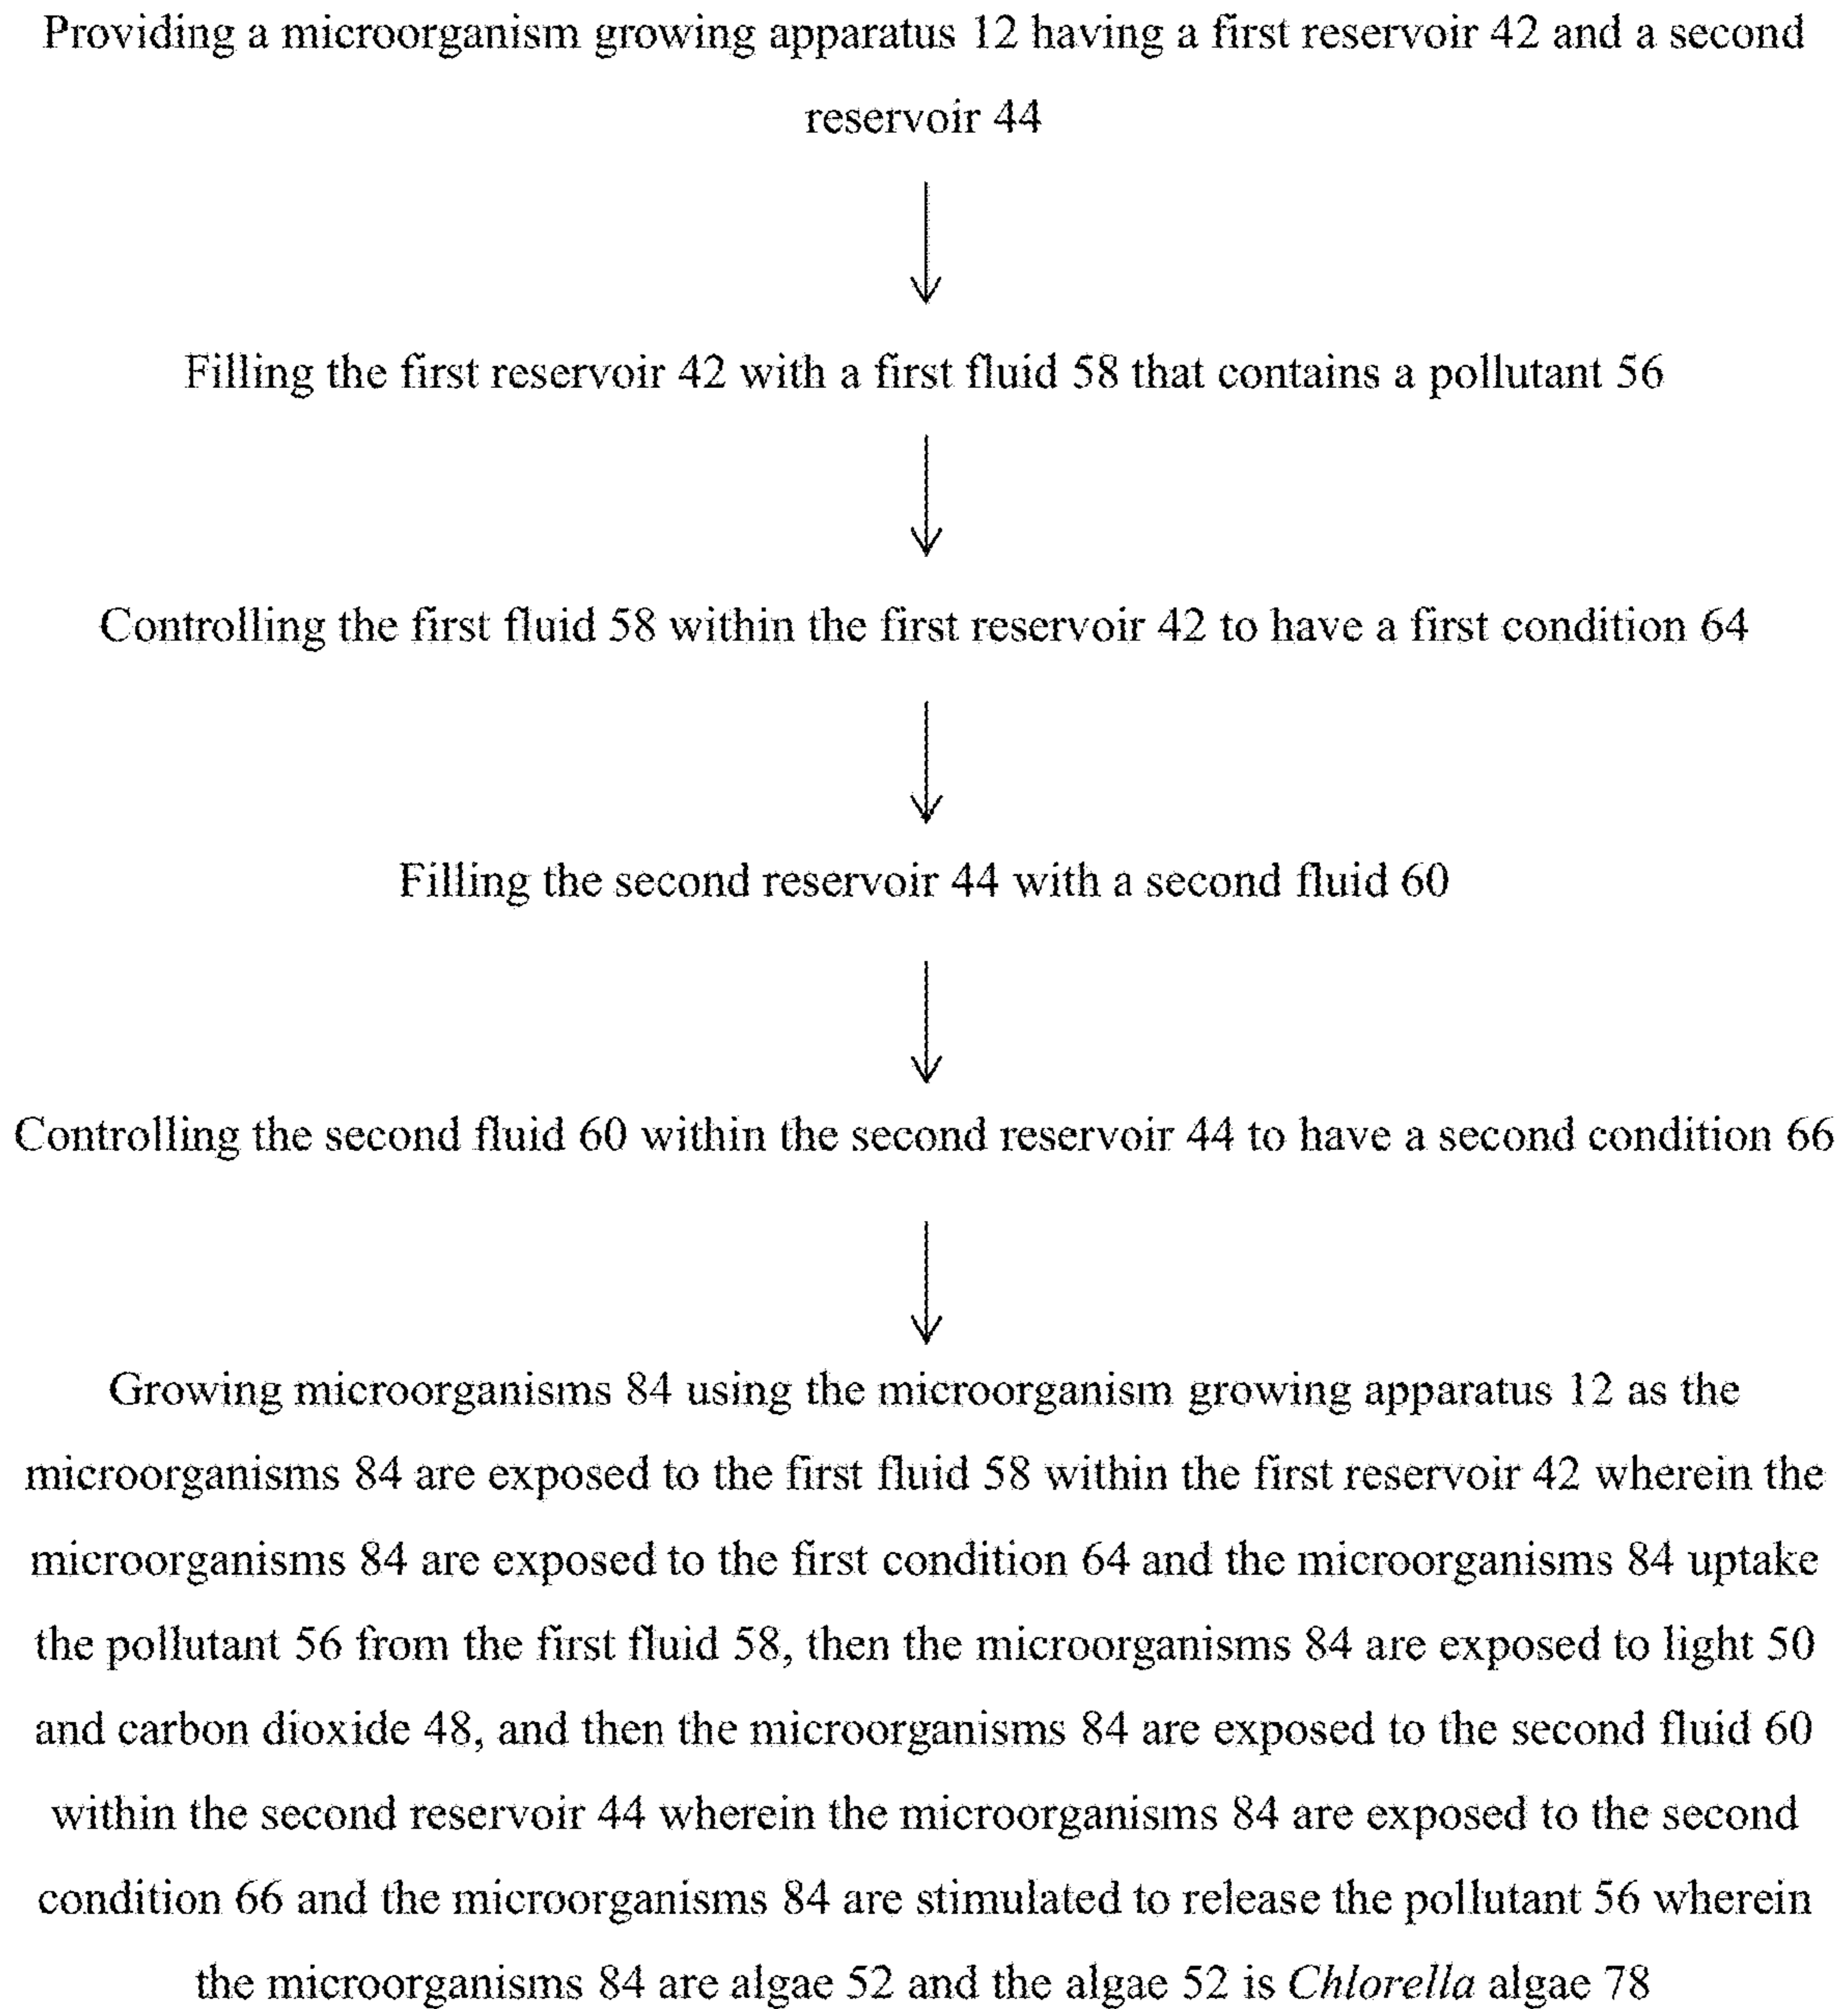 Providing a microorganism growing apparatus 12 having a first reservoir 42 and a second
reservoir 44
Filling the first reservoir 42 with a first fluid 58 that contains a pollutant 56
Controlling the first fluid 58 within the first reservoir 42 to have a first condition 64
Filling the second reservoir 44 with a second fluid 60
Controlling the second fluid 60 within the second reservoir 44 to have a second condition 66
Growing microorganisms 84 using the microorganism growing apparatus 12 as the
microorganisms 84 are exposed to the first fluid 58 within the first reservoir 42 wherein the
microorganisms 84 are exposed to the first condition 64 and the microorganisms 84 uptake
the pollutant 56 from the first fluid 58, then the microorganisms 84 are exposed to light 50
and carbon dioxide 48, and then the microorganisms 84 are exposed to the second fluid 60
within the second reservoir 44 wherein the microorganisms 84 are exposed to the second
condition 66 and the microorganisms 84 are stimulated to release the pollutant 56 wherein
the microorganisms 84 are algae 52 and the algae 52 is Chlorella algae 78